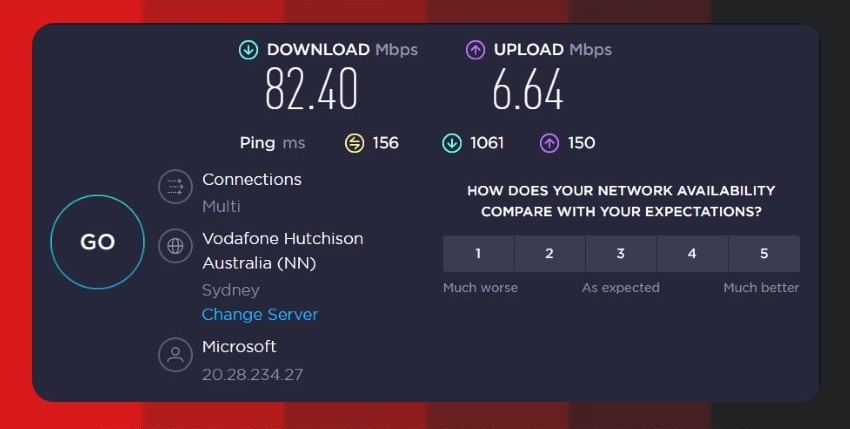 DOWNLOAD Mbps
82.40
UPLOAD Mbps
6.64
Ping ms 156 1061 150
GO
Connections
Multi
Vodafone Hutchison
Australia (NN)
Sydney
Change Server
Microsoft
20.28.234.27
HOW DOES YOUR NETWORK AVAILABILITY
COMPARE WITH YOUR EXPECTATIONS?
1 2 3 4 5
Much worse As expected Much better